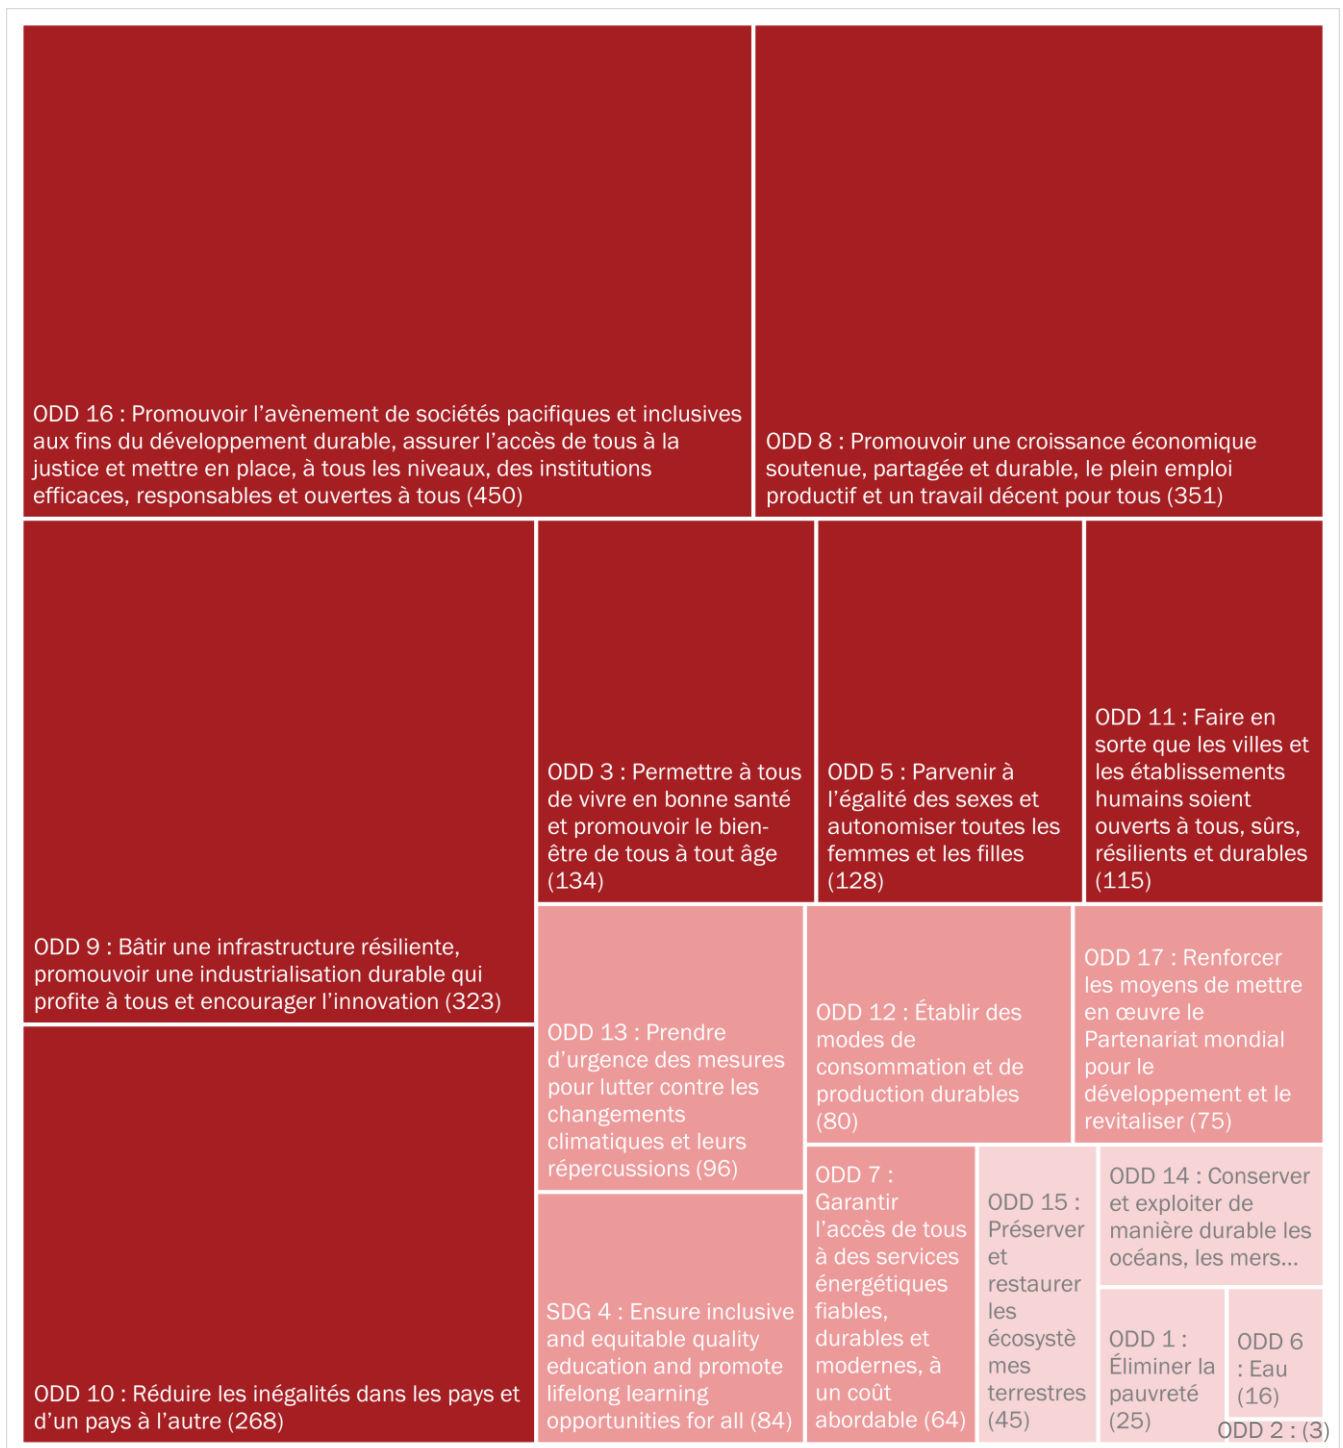 ODD 16 : Promouvoir l’avènement de sociétés pacifiques et inclusives
aux fins du développement durable, assurer l’accès de tous à la
justice et mettre en place, à tous les niveaux, des institutions
efficaces, responsables et ouvertes à tous (450)
ODD 8 : Promouvoir une croissance économique
soutenue, partagée et durable, le plein emploi
productif et un travail décent pour tous (351)
ODD 9 : Bâtir une infrastructure résiliente,
promouvoir une industrialisation durable qui
profite à tous et encourager l’innovation (323)
ODD 3 : Permettre à tous
de vivre en bonne santé
et promouvoir le bien-
être de tous à tout âge
(134)
ODD 5 : Parvenir à
l’égalité des sexes et
autonomiser toutes les
femmes et les filles
(128)
ODD 11 : Faire en
sorte que les villes et
les établissements
humains soient
ouverts à tous, sûrs,
résilients et durables
(115)
ODD 10 : Réduire les inégalités dans les pays et
d’un pays à l’autre (268)
ODD 13 : Prendre
d’urgence des mesures
pour lutter contre les
changements
climatiques et leurs
répercussions (96)
ODD 12 : Établir des
modes de
consommation et de
production durables
(80)
ODD 17 : Renforcer
les moyens de mettre
en œuvre le
Partenariat mondial
pour le
développement et le
revitaliser (75)
SDG 4 : Ensure inclusive
and equitable quality
education and promote
lifelong learning
opportunities for all (84)
ODD 7 :
Garantir
l’accès de tous
à des services
énergétiques
fiables,
durables et
modernes, à
un coût
abordable (64)
ODD 15 :
Préserver
et
restaurer
les
écosystè
mes
terrestres
(45)
ODD 14 : Conserver
et exploiter de
manière durable les
océans, les mers...
ODD 1 :
Éliminer la
pauvreté
(25)
ODD 6
: Eau
(16)
ODD 2 : (3)